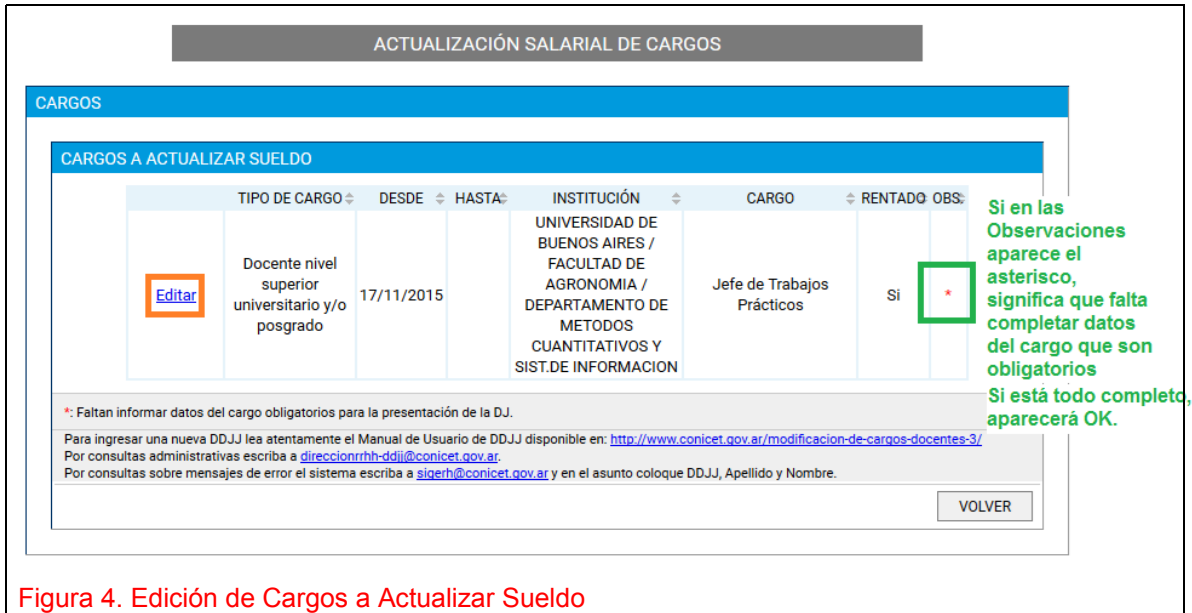 ACTUALIZACIÓN SALARIAL DE CARGOS
CARGOS
CARGOS A ACTUALIZAR SUELDO
TIPO DE CARGO DESDE HASTA INSTITUCIÓN CARGO RENTADO OBS:
Editar
Docente nivel
superior
universitario y/o
posgrado
17/11/2015
UNIVERSIDAD DE
BUENOS AIRES /
FACULTAD DE
AGRONOMIA /
DEPARTAMENTO DE
METODOS
CUANTITATIVOS Y
SIST.DE INFORMACION
Jefe de Trabajos
Prácticos
Si
*
Si en las
Observaciones
aparece el
asterisco,
significa que falta
completar datos
del cargo que son
obligatorios
Si está todo completo,
aparecerá OK.
*: Faltan informar datos del cargo obligatorios para la presentación de la DJ.
Para ingresar una nueva DDJJ lea atentamente el Manual de Usuario de DDJJ disponible en: http://www.conicet.gov.ar/modificacion-de-cargos-docentes-3/
Por consultas administrativas escriba a direccionrrhh-ddjj@conicet.gov.ar.
Por consultas sobre mensajes de error el sistema escriba a sigerh@conicet.gov.ar y en el asunto coloque DDJJ, Apellido y Nombre.
VOLVER
Figura 4. Edición de Cargos a Actualizar Sueldo